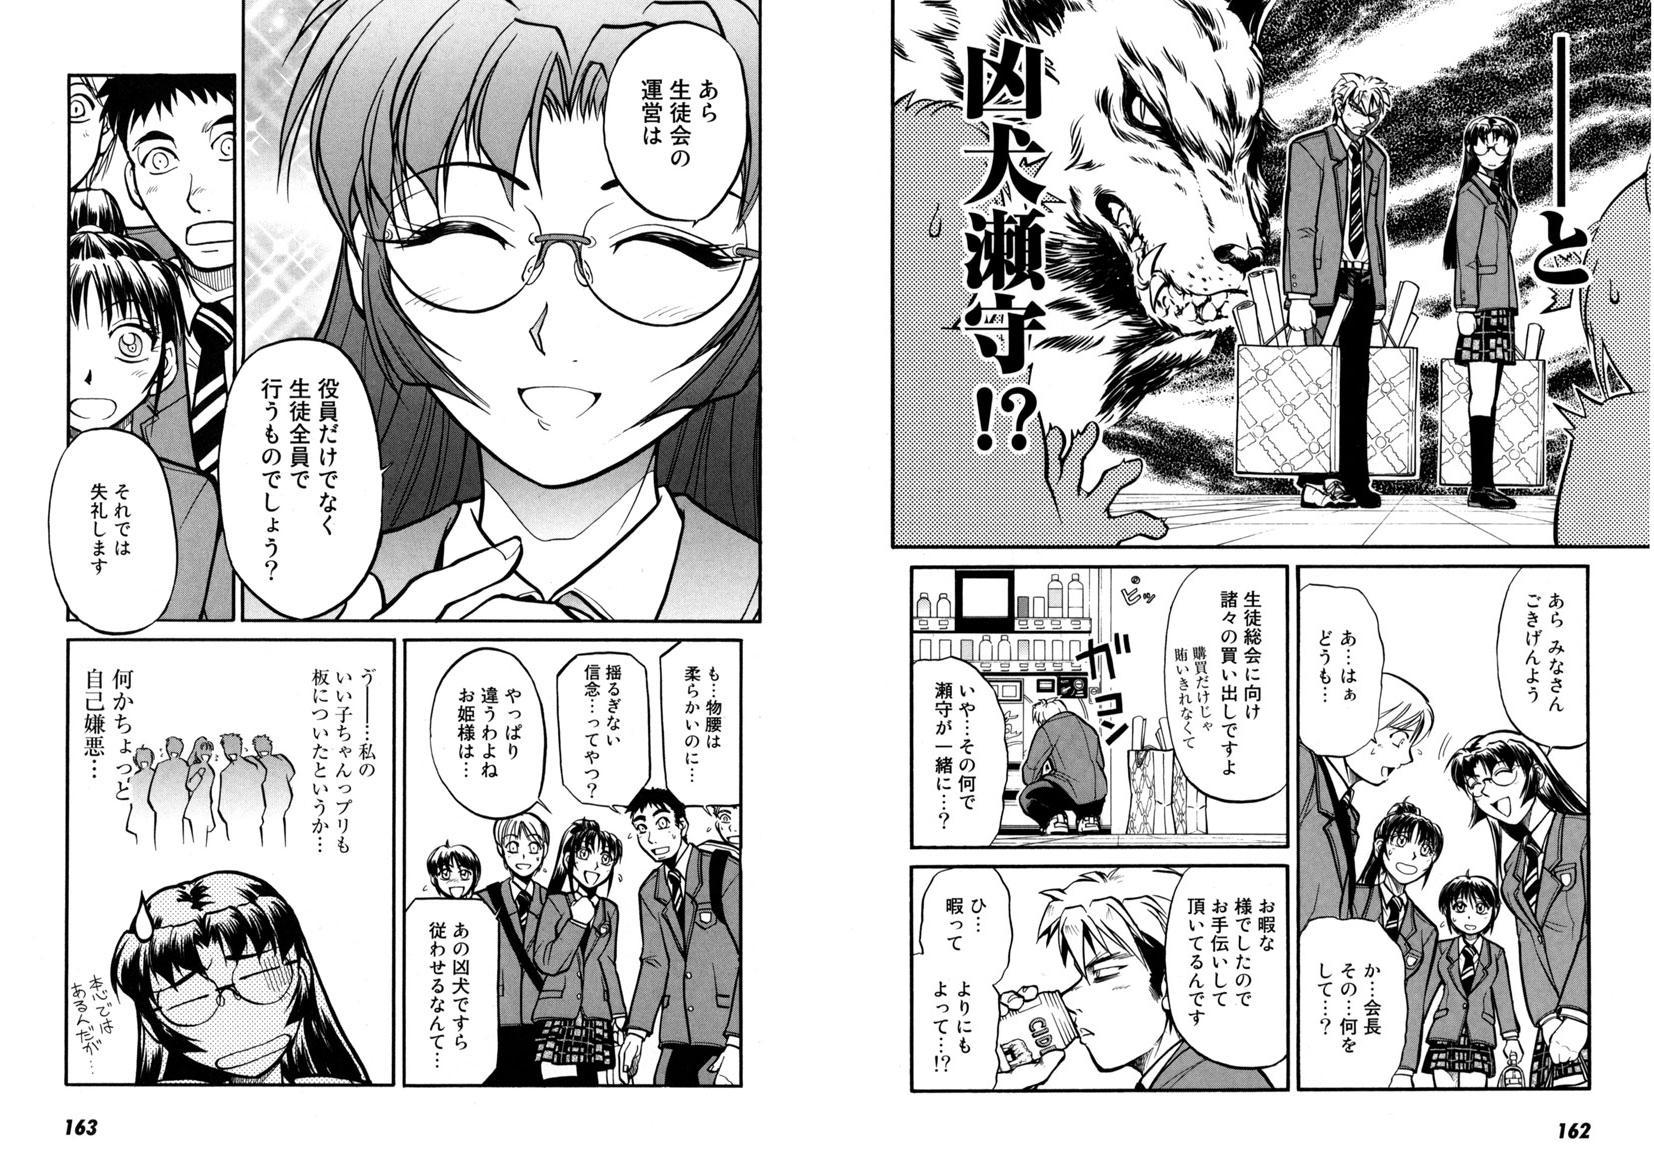 ――と
凶犬瀬守!?
あら みなさん
ごきげんよう
あ…はぁ
どうも…
か…会長
その…何を
して…?
生徒総会に向け
諸々の買い出しですよ
購買だけじゃ
賄いきれなくて
ピッ
ガコン
いや…その何で
瀬守が一緒に…?
お暇な
様でしたので
お手伝いして
頂いてるんです
ひ…
暇って
よりにも
よって…!?
CIDO
162
あら
生徒会の
運営は
役員だけでなく
生徒全員で
行うものでしょう?
それでは
失礼します
も…物腰は
柔らかいのに…
揺るぎない
信念…ってやつ?
やっぱり
違うわよね
お姫様は…
あの凶犬ですら
従わせるなんて…
ゔ――…私の
いい子ちゃんっプリも
板についたというか…
何かちょっと
自己嫌悪…
本心では
あるんだが…
163